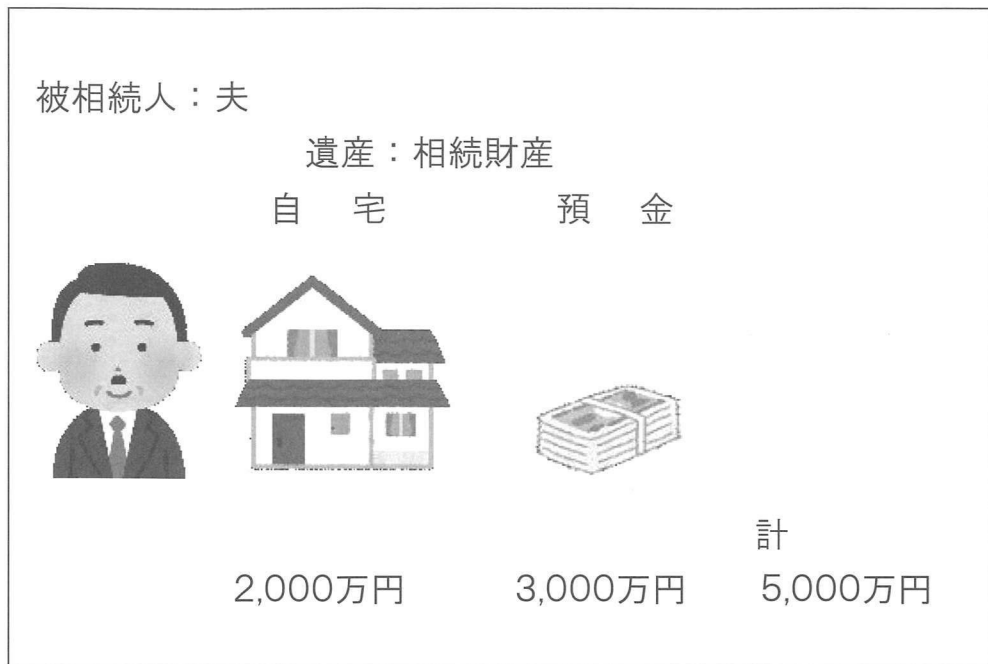 被相続人：夫
遺産：相続財産
自　宅　預　金
計
2,000万円　3,000万円　5,000万円